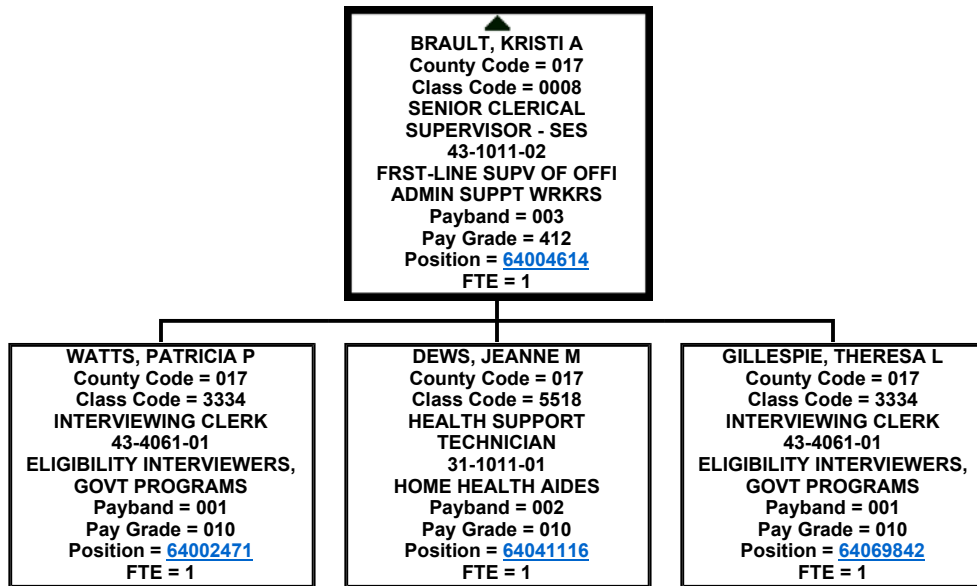 BRAULT, KRISTI A
County Code = 017
Class Code = 0008
SENIOR CLERICAL
SUPERVISOR - SES
43-1011-02
FRST-LINE SUPV OF OFFI
ADMIN SUPPT WRKRS
Payband = 003
Pay Grade = 412
Position = 64004614
FTE = 1
WATTS, PATRICIA P
County Code = 017
Class Code = 3334
INTERVIEWING CLERK
43-4061-01
ELIGIBILITY INTERVIEWERS,
GOVT PROGRAMS
Payband = 001
Pay Grade = 010
Position = 64002471
FTE = 1
DEWS, JEANNE M
County Code = 017
Class Code = 5518
HEALTH SUPPORT
TECHNICIAN
31-1011-01
HOME HEALTH AIDES
Payband = 002
Pay Grade = 010
Position = 64041116
FTE = 1
GILLESPIE, THERESA L
County Code = 017
Class Code = 3334
INTERVIEWING CLERK
43-4061-01
ELIGIBILITY INTERVIEWERS,
GOVT PROGRAMS
Payband = 001
Pay Grade = 010
Position = 64069842
FTE = 1